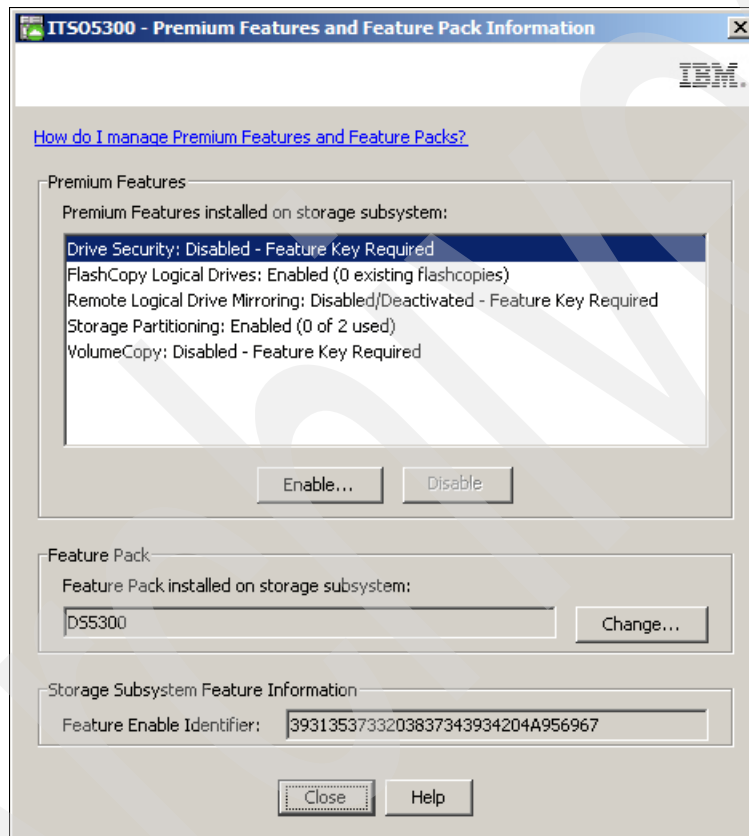 ITSO5300 - Premium Features and Feature Pack Information
IBM.
How do I manage Premium Features and Feature Packs?
Premium Features
Premium Features installed on storage subsystem:
Drive Security: Disabled - Feature Key Required
FlashCopy Logical Drives: Enabled (0 existing flashcopies)
Remote Logical Drive Mirroring: Disabled/Deactivated - Feature Key Required
Storage Partitioning: Enabled (0 of 2 used)
VolumeCopy: Disabled - Feature Key Required
Enable... Disable
Feature Pack
Feature Pack installed on storage subsystem:
DS5300 Change...
Storage Subsystem Feature Information
Feature Enable Identifier: 3931353733203837343934204A956967
Close Help